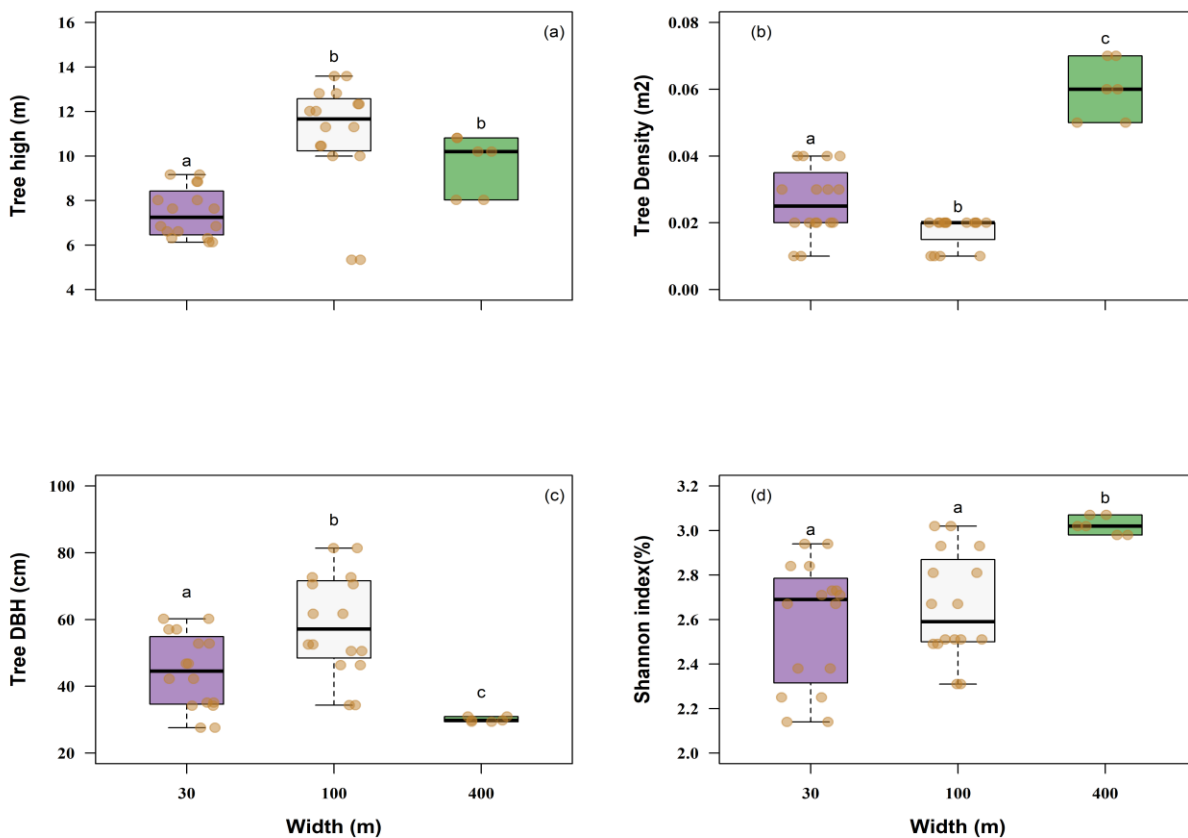 Tree high (m)
16
14
12
10
8
6
4
(a)
a
b
b
Tree Density (m2)
0.08
0.06
0.04
0.02
0.00
(b)
a
b
c
Tree DBH (cm)
100
80
60
40
20
(c)
a
b
c
30
100
400
Width (m)
Shannon index(%)
3.2
3.0
2.8
2.6
2.4
2.2
2.0
(d)
a
a
b
30
100
400
Width (m)